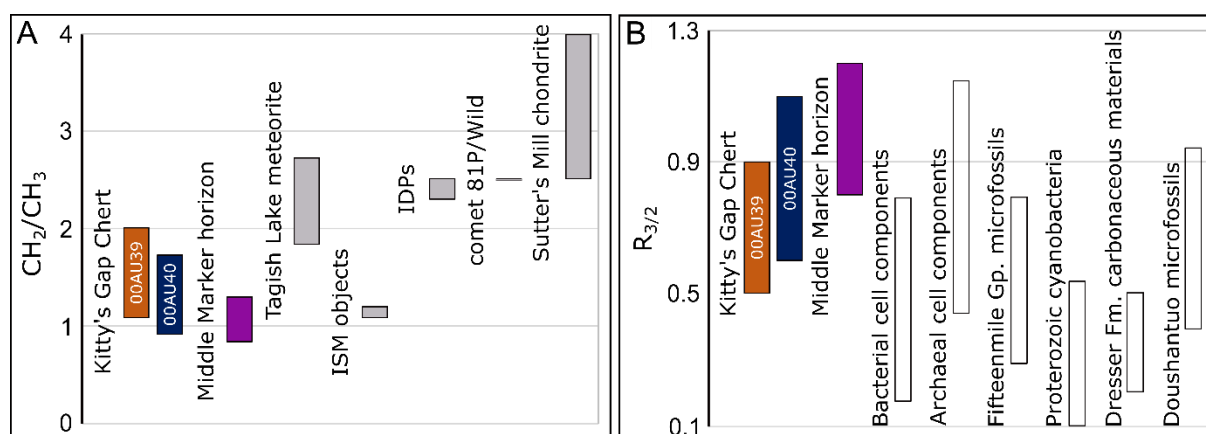 A
4
3
2
1
0
CH2/CH3
Kitty's Gap Chert
00AU39
00AU40
Middle Marker horizon
Tagish Lake meteorite
ISM objects
IDPs
comet 81P/Wild
Sutter's Mill chondrite
B
1.3
0.9
0.5
0.1
R3/2
Kitty's Gap Chert
00AU39
00AU40
Middle Marker horizon
Bacterial cell components
Archaeal cell components
Fifteenmile Gp. microfossils
Proterozoic cyanobacteria
Dresser Fm. carbonaceous materials
Doushantuo microfossils